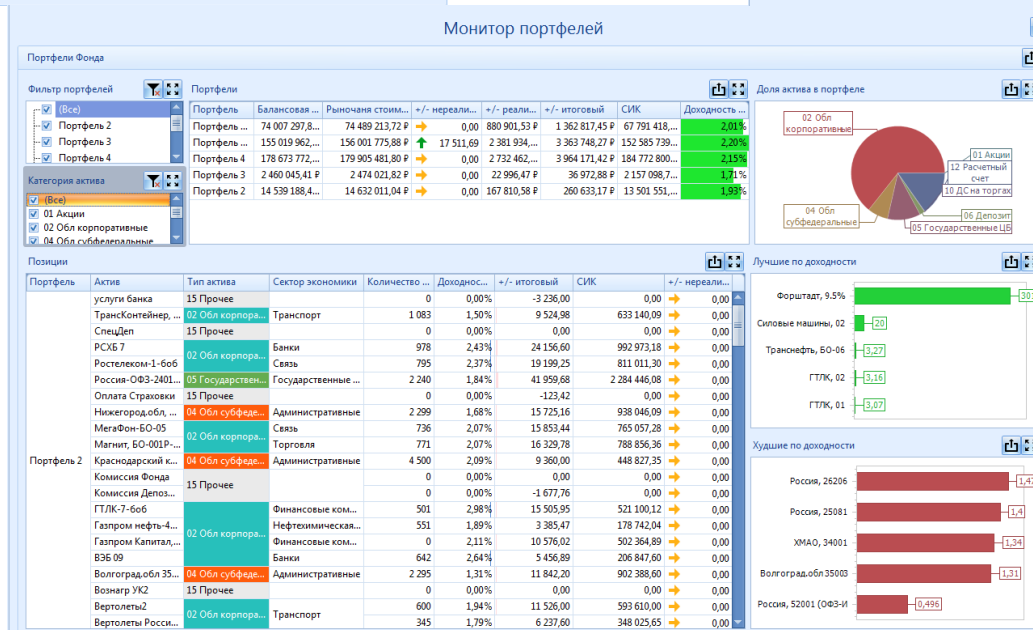 Монитор портфелей
Портфели Фонда
Фильтр портфелей
(Все)
Портфель 2
Портфель 3
Портфель 4
Категория актива
(Все)
01 Акции
02 Обл корпоративные
04 Обл субфедеральные
Портфели
Портфель Балансовая ... Рыночаня стоим... +/- нереали... +/- реали... +/- итоговый СИК Доходность ...
Портфель ... 74 007 297,8... 74 489 213,72 ₽ 0,00 880 901,53 ₽ 1 362 817,45 ₽ 67 791 418,... 2,01%
Портфель ... 155 019 962,... 156 001 775,88 ₽ 17 511,69 2 381 934,... 3 363 748,27 ₽ 152 585 739... 2,20%
Портфель 4 178 673 772,... 179 905 481,80 ₽ 0,00 2 732 462,... 3 964 171,42 ₽ 184 772 800... 2,15%
Портфель 3 2 460 045,41 ₽ 2 474 021,82 ₽ 0,00 22 996,47 ₽ 36 972,88 ₽ 2 157 098,7... 1,71%
Портфель 2 14 539 188,4... 14 632 011,04 ₽ 0,00 167 810,58 ₽ 260 633,17 ₽ 13 501 551,... 1,93%
Доля актива в портфеле
02 Обл корпоративные
01 Акции
12 Расчетный счет
10 ДС на торгах
06 Депозит
05 Государственные ЦБ
04 Обл субфедеральные
Позиции
Портфель Актив Тип актива Сектор экономики Количество ... Доходнос... +/- итоговый СИК +/- нереали...
Портфель 2
услуги банка 15 Прочее 0 0,00% -3 236,00 0,00 0,00
ТрансКонтейнер, ... 02 Обл корпора... Транспорт 1 083 1,50% 9 524,98 633 140,09 0,00
СпецДеп 15 Прочее 0 0,00% 0,00 0,00 0,00
РСХБ 7 02 Обл корпора... Банки 978 2,43% 24 156,60 992 973,18 0,00
Ростелеком-1-боб Связь 795 2,37% 19 199,25 811 011,30 0,00
Россия-ОФЗ-2401... 05 Государствен... Государственные ... 2 240 1,84% 41 959,68 2 284 446,08 0,00
Оплата Страховки 15 Прочее 0 0,00% -123,42 0,00 0,00
Нижегород.обл, ... 04 Обл субфеде... Административные 2 299 1,68% 15 725,16 938 046,09 0,00
МегаФон-БО-05 02 Обл корпора... Связь 736 2,07% 15 853,44 765 057,28 0,00
Магнит, БО-001Р-... Торговля 771 2,07% 16 329,78 788 856,36 0,00
Краснодарский к... 04 Обл субфеде... Административные 4 500 2,09% 9 360,00 448 827,35 0,00
Комиссия Фонда 15 Прочее 0 0,00% 0,00 0,00 0,00
Комиссия Депоз... 0 0,00% -1 677,76 0,00 0,00
ГТЛК-7-боб 02 Обл корпора... Финансовые ком... 501 2,98% 15 505,95 521 100,12 0,00
Газпром нефть-4... Нефтехимическая... 551 1,89% 3 385,47 178 742,04 0,00
Газпром Капитал,... Финансовые ком... 0 2,11% 10 576,02 502 364,89 0,00
ВЭБ 09 Банки 642 2,64% 5 456,89 206 847,60 0,00
Волгоград.обл 35... 04 Обл субфеде... Административные 2 295 1,31% 11 842,20 902 388,60 0,00
Вознагр УК2 15 Прочее 0 0,00% 0,00 0,00 0,00
Вертолеты2 02 Обл корпора... Транспорт 600 1,94% 11 526,00 593 610,00 0,00
Вертолеты Росси... 345 1,79% 6 237,60 348 025,65 0,00
Лучшие по доходности
Форштадт, 9.5%
Силовые машины, 02 20
Транснефть, БО-06 3,27
ГТЛК, 02 3,16
ГТЛК, 01 3,07
Худшие по доходности
Россия, 26206
Россия, 25081 1,4
ХМАО, 34001 1,34
Волгоград.обл 35003 1,31
Россия, 52001 (ОФЗ-И 0,496